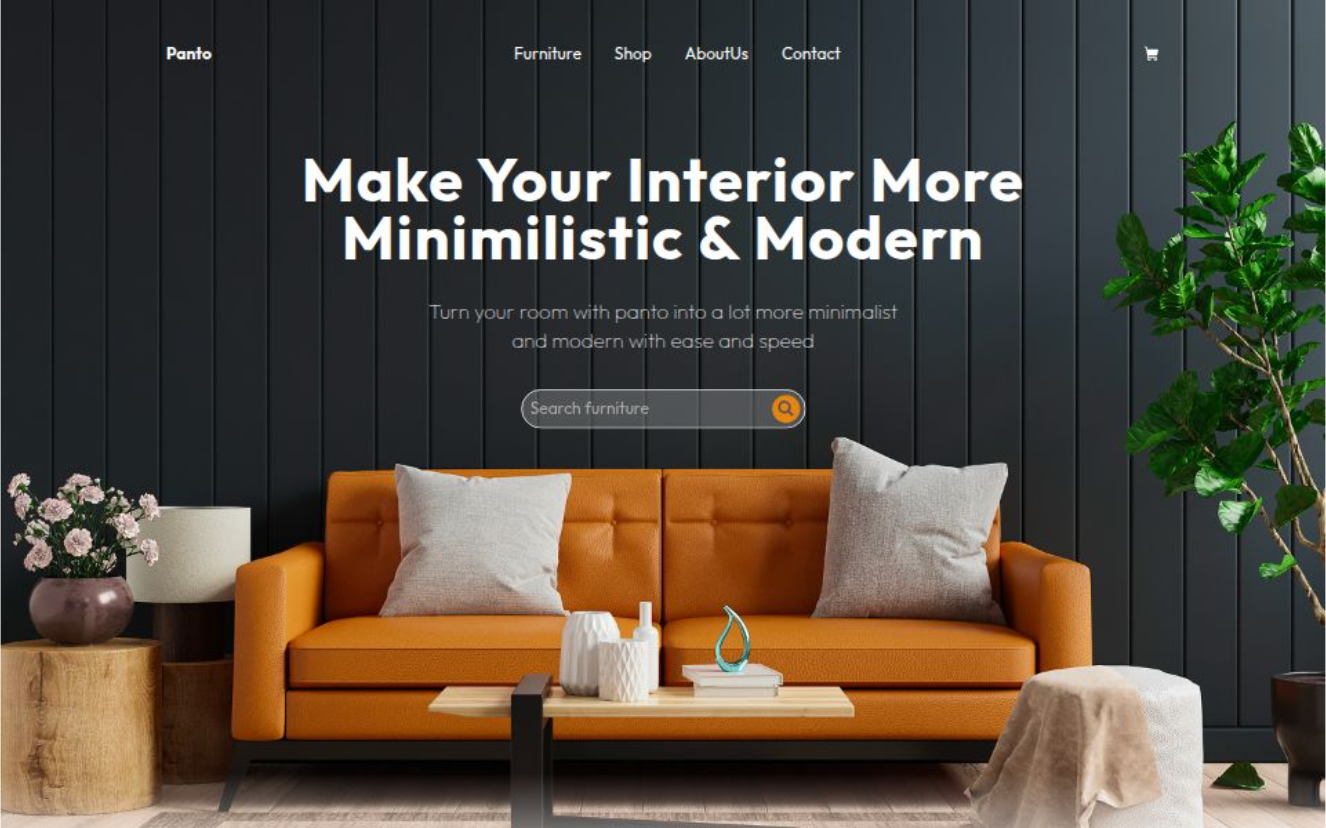 Panto
Furniture Shop AboutUs Contact
Make Your Interior More
Minimilistic & Modern
Turn your room with panto into a lot more minimalist
and modern with ease and speed
Search furniture